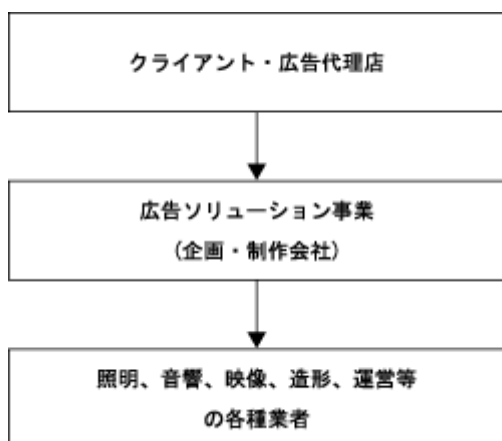 クライアント・広告代理店
広告ソリューション事業
(企画・制作会社)
照明、音響、映像、造形、運営等
の各種業者